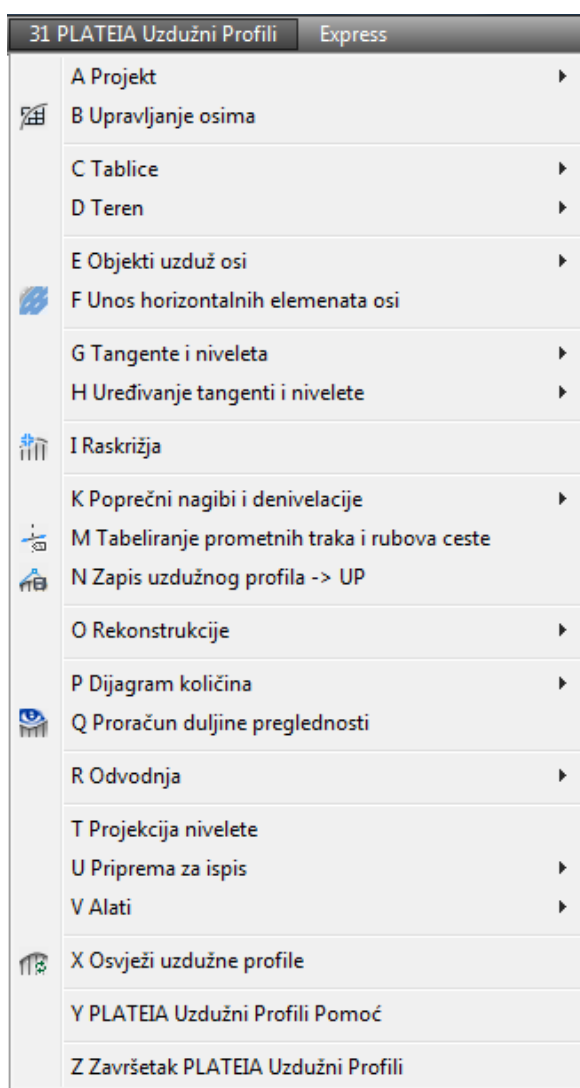 31 PLATEIA Uzdužni Profili Express
A Projekt
B Upravljanje osima
C Tablice
D Teren
E Objekti uzduž osi
F Unos horizontalnih elemenata osi
G Tangente i niveleta
H Uređivanje tangenti i nivelete
I Raskrižja
K Poprečni nagibi i denivelacije
M Tabeliranje prometnih traka i rubova ceste
N Zapis uzdužnog profila -> UP
O Rekonstrukcije
P Dijagram količina
Q Proračun duljine preglednosti
R Odvodnja
T Projekcija nivelete
U Priprema za ispis
V Alati
X Osvježi uzdužne profile
Y PLATEIA Uzdužni Profili Pomoć
Z Završetak PLATEIA Uzdužni Profili